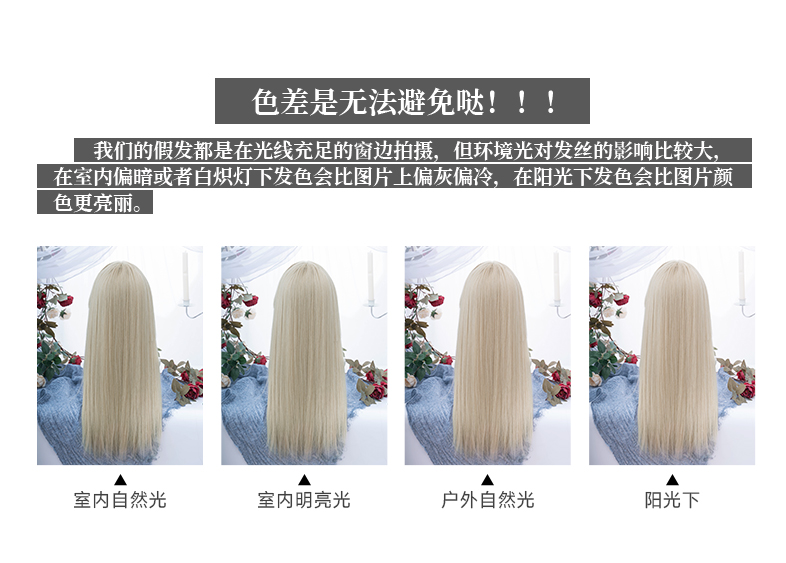 色差是无法避免哒！！！
我们的假发都是在光线充足的窗边拍摄，但环境光对发丝的影响比较大，
在室内偏暗或者白炽灯下发色会比图片上偏灰偏冷，在阳光下发色会比图片颜
色更亮丽。
室内自然光
室内明亮光
户外自然光
阳光下